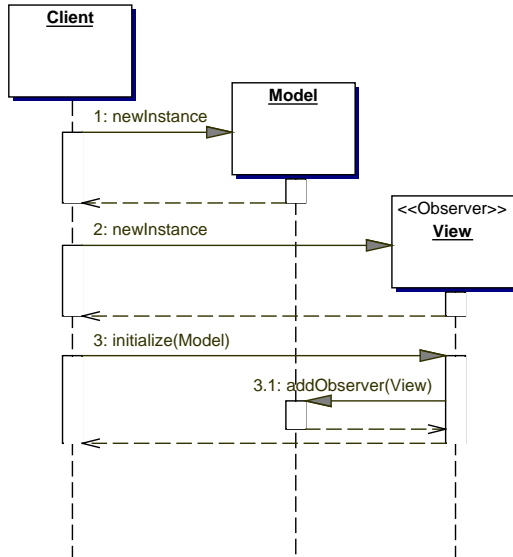 Client
1: newInstance
Model
<<Observer>>
View
2: newInstance
3: initialize(Model)
3.1: addObserver(View)